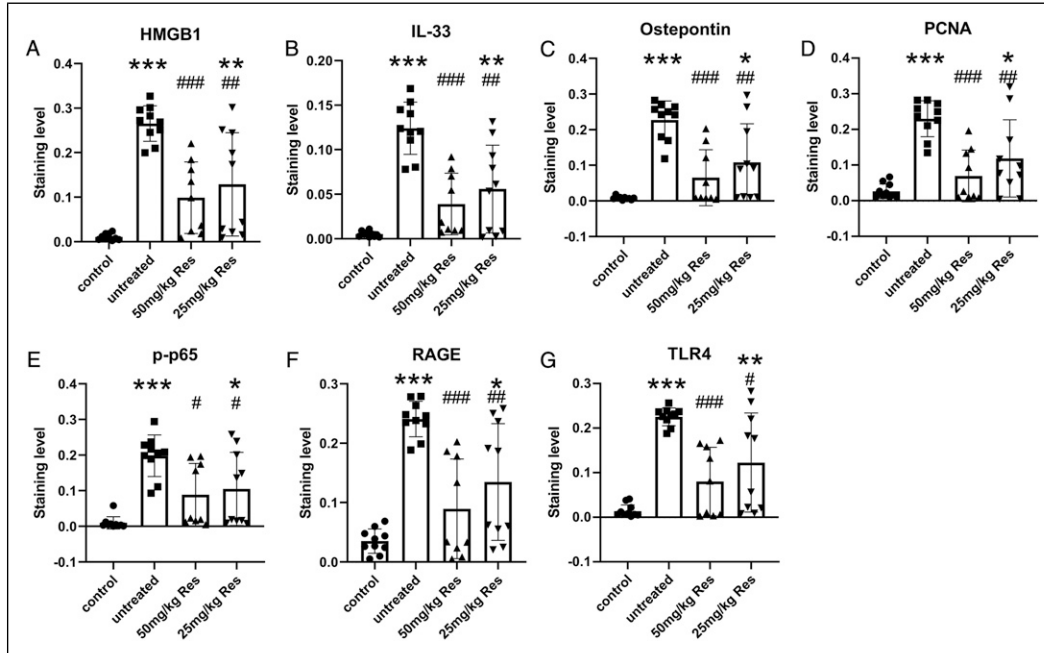 A
HMGB1
*** ** 
### ##
Staining level
0.4
0.3
0.2
0.1
0.0
control
untreated
50mg/kg Res
25mg/kg Res
B
IL-33
*** **
### ##
Staining level
0.20
0.15
0.10
0.05
0.00
control
untreated
50mg/kg Res
25mg/kg Res
C
Ostepontin
*** *
### ##
Staining level
0.4
0.3
0.2
0.1
0.0
-0.1
control
untreated
50mg/kg Res
25mg/kg Res
D
PCNA
*** *
### ##
Staining level
0.4
0.3
0.2
0.1
0.0
-0.1
control
untreated
50mg/kg Res
25mg/kg Res
E
p-p65
*** *
# #
Staining level
0.4
0.3
0.2
0.1
0.0
-0.1
control
untreated
50mg/kg Res
25mg/kg Res
F
RAGE
*** *
### ##
Staining level
0.4
0.3
0.2
0.1
0.0
control
untreated
50mg/kg Res
25mg/kg Res
G
TLR4
*** **
### #
Staining level
0.4
0.3
0.2
0.1
0.0
-0.1
control
untreated
50mg/kg Res
25mg/kg Res